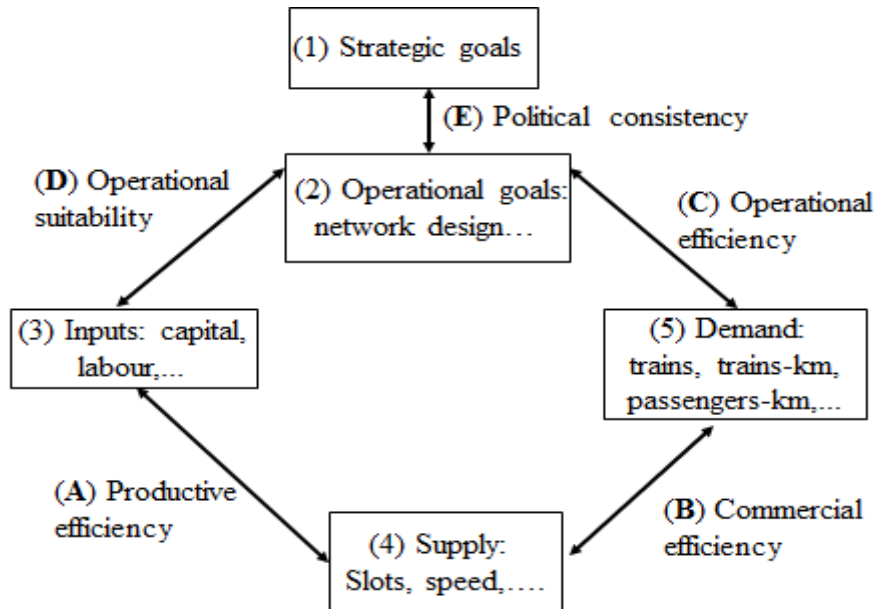 (1) Strategic goals
(E) Political consistency
(D) Operational
suitability
(2) Operational goals:
network design…
(C) Operational
efficiency
(3) Inputs: capital,
labour,...
(5) Demand:
trains, trains-km,
passengers-km,...
(A) Productive
efficiency
(B) Commercial
efficiency
(4) Supply:
Slots, speed,….